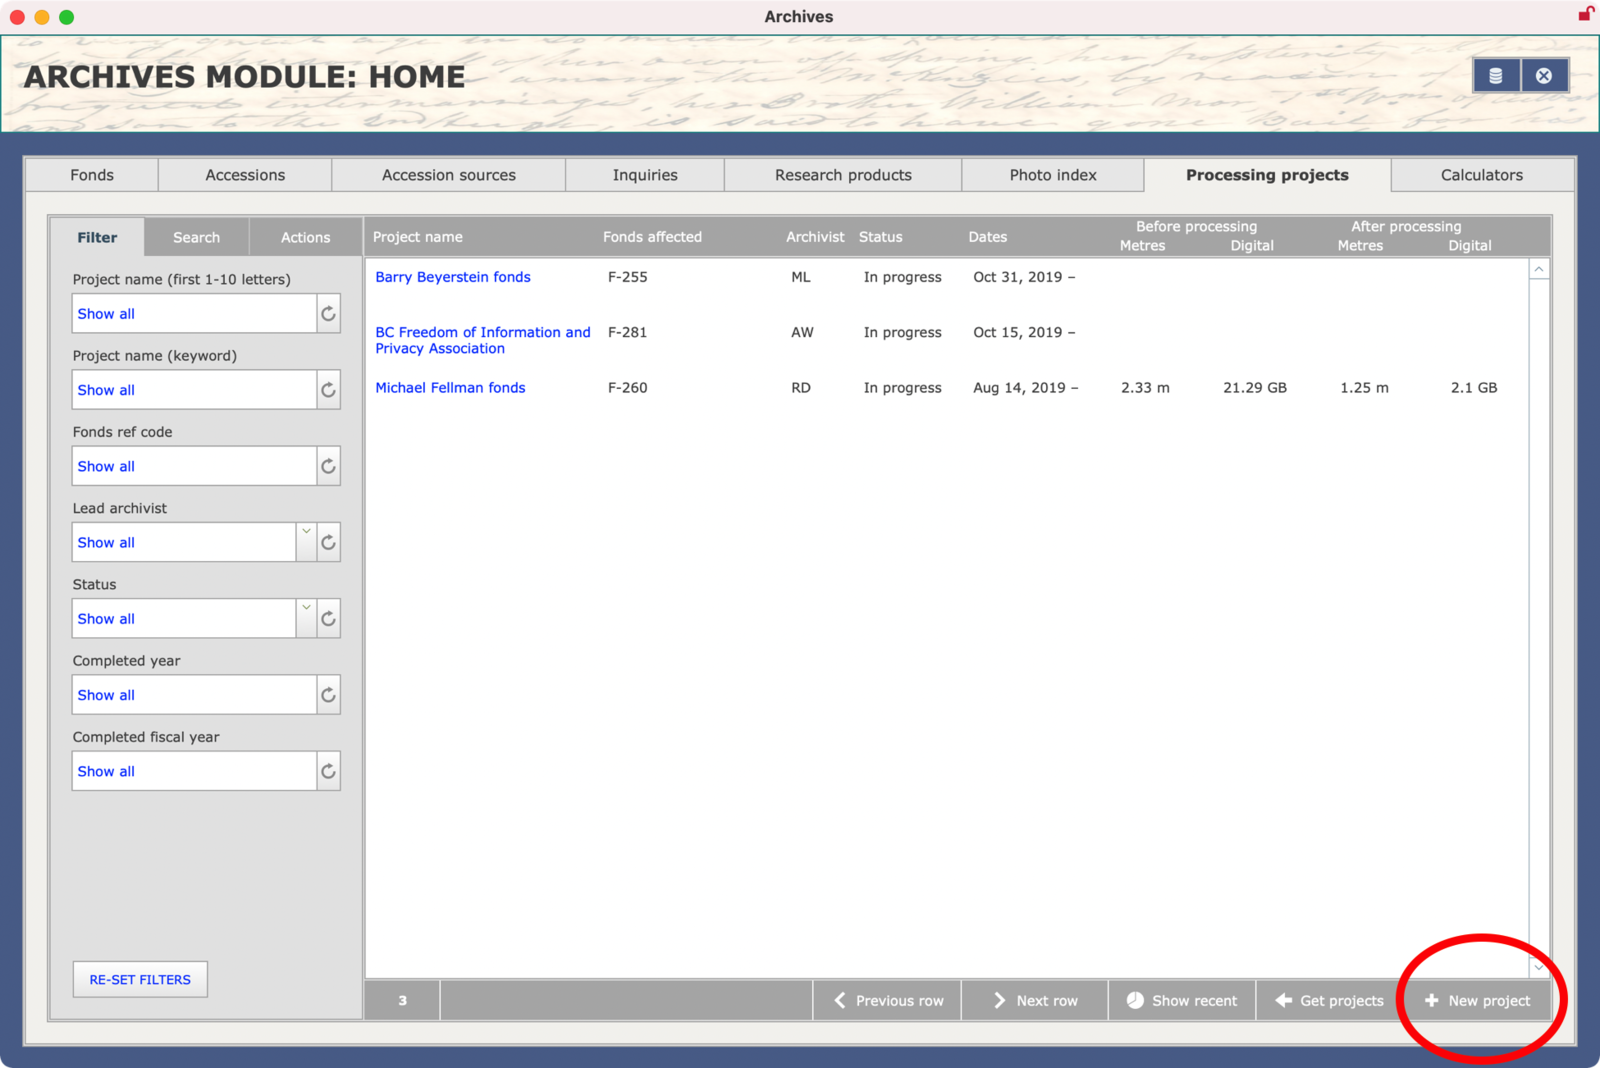 Archives
ARCHIVES MODULE: HOME
Fonds Accessions Accession sources Inquiries Research products Photo index Processing projects Calculators
Filter Search Actions
Project name (first 1-10 letters)
Show all
Project name (keyword)
Show all
Fonds ref code
Show all
Lead archivist
Show all
Status
Show all
Completed year
Show all
Completed fiscal year
Show all
RE-SET FILTERS
Before processing After processing
Project name Fonds affected Archivist Status Dates Metres Digital Metres Digital
Barry Beyerstein fonds F-255 ML In progress Oct 31, 2019 –
BC Freedom of Information and F-281 AW In progress Oct 15, 2019 –
Privacy Association
Michael Fellman fonds F-260 RD In progress Aug 14, 2019 – 2.33 m 21.29 GB 1.25 m 2.1 GB
3 Previous row Next row Show recent Get projects New project